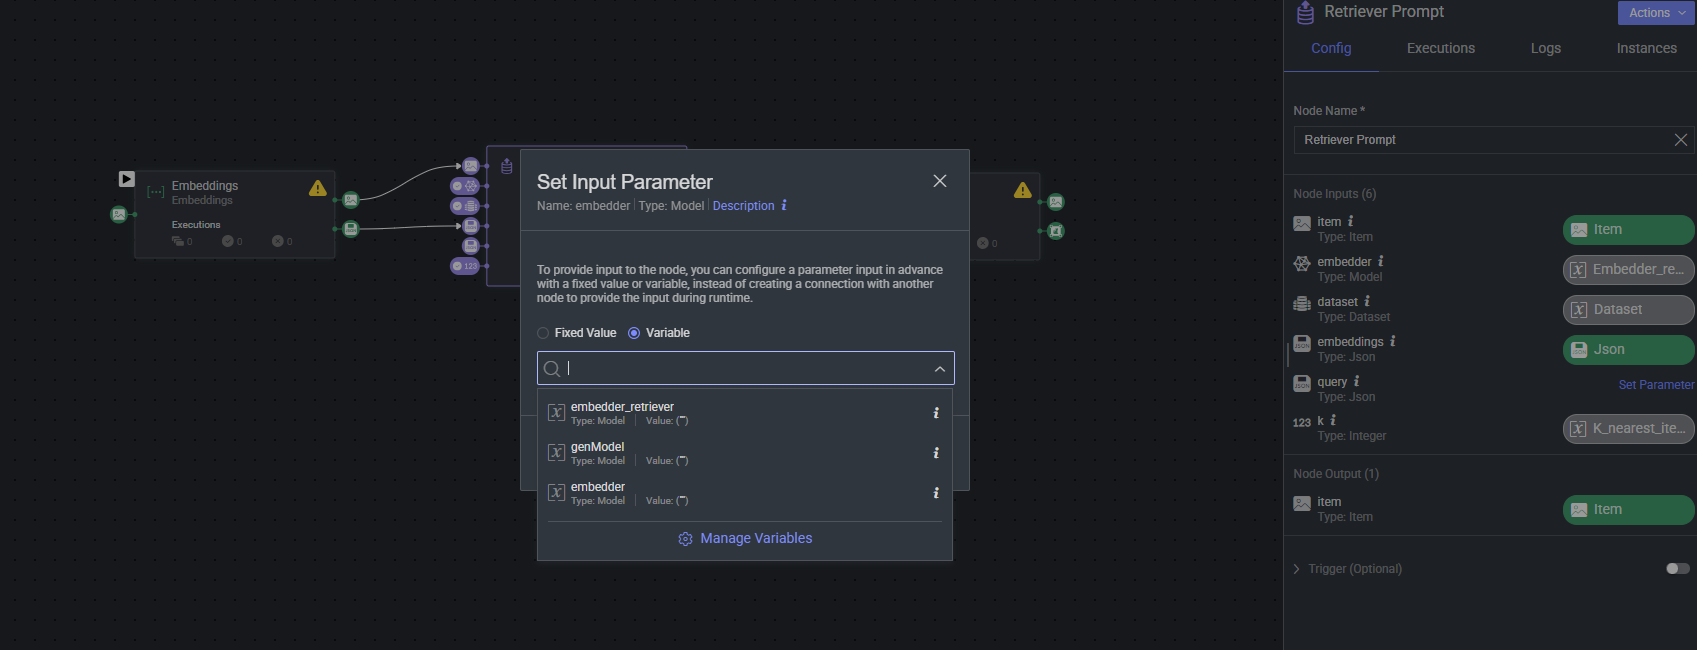 Embeddings
Embeddings
Executions
0
0
0
JSON
JSON
JSON
123
Set Input Parameter
Name: embedder | Type: Model | Description i
To provide input to the node, you can configure a parameter input in advance
with a fixed value or variable, instead of creating a connection with another
node to provide the input during runtime.
Fixed Value
Variable
embedder_retriever
Type: Model | Value: ("")
genModel
Type: Model | Value: ("")
embedder
Type: Model | Value: ("")
Manage Variables
0
Retriever Prompt
Actions
Config
Executions
Logs
Instances
Node Name *
Retriever Prompt
Node Inputs (6)
item i
Type: Item
Item
embedder i
Type: Model
Embedder_re...
dataset i
Type: Dataset
Dataset
embeddings i
Type: Json
Json
query i
Type: Json
Set Parameter
123 k i
Type: Integer
K_nearest_ite...
Node Output (1)
item
Type: Item
Item
Trigger (Optional)